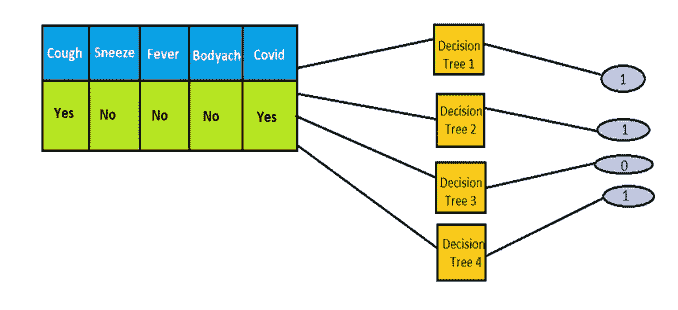 Cough Sneeze Fever Bodyach Covid
Yes No No No Yes
Decision
Tree 1
1
Decision
Tree 2
1
Decision
Tree 3
0
Decision
Tree 4
1